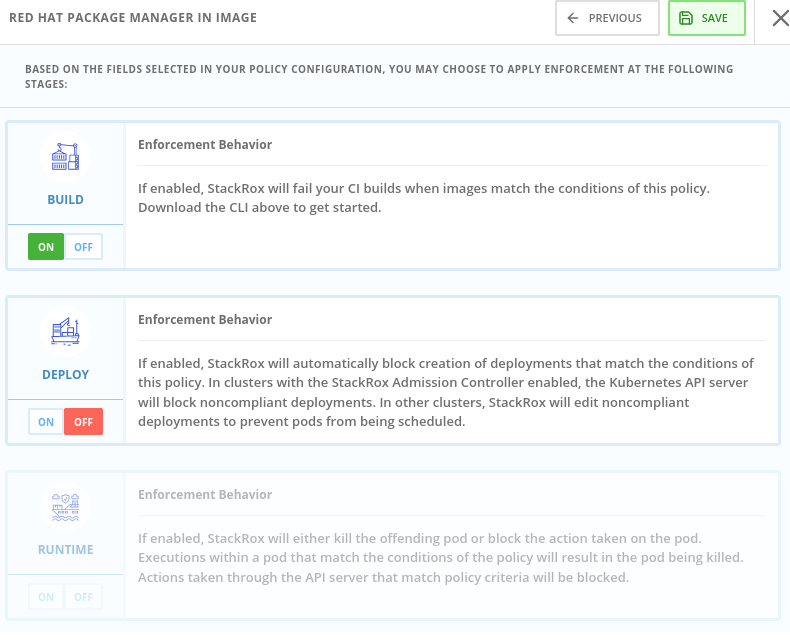 RED HAT PACKAGE MANAGER IN IMAGE
PREVIOUS
SAVE
BASED ON THE FIELDS SELECTED IN YOUR POLICY CONFIGURATION, YOU MAY CHOOSE TO APPLY ENFORCEMENT AT THE FOLLOWING
STAGES:
BUILD
ON OFF
Enforcement Behavior
If enabled, StackRox will fail your CI builds when images match the conditions of this policy.
Download the CLI above to get started.
DEPLOY
ON OFF
Enforcement Behavior
If enabled, StackRox will automatically block creation of deployments that match the conditions of
this policy. In clusters with the StackRox Admission Controller enabled, the Kubernetes API server
will block noncompliant deployments. In other clusters, StackRox will edit noncompliant
deployments to prevent pods from being scheduled.
RUNTIME
ON OFF
Enforcement Behavior
If enabled, StackRox will either kill the offending pod or block the action taken on the pod.
Executions within a pod that match the conditions of the policy will result in the pod being killed.
Actions taken through the API server that match policy criteria will be blocked.